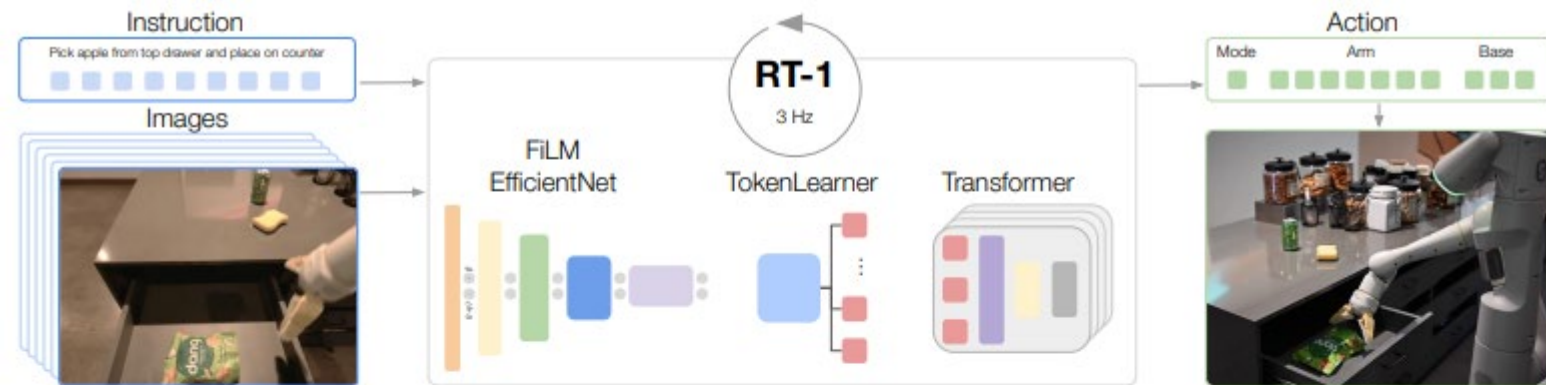 Instruction
Pick apple from top drawer and place on counter
Images
RT-1
3 Hz
FiLM
EfficientNet
TokenLearner
Transformer
Action
Mode Arm Base
dang